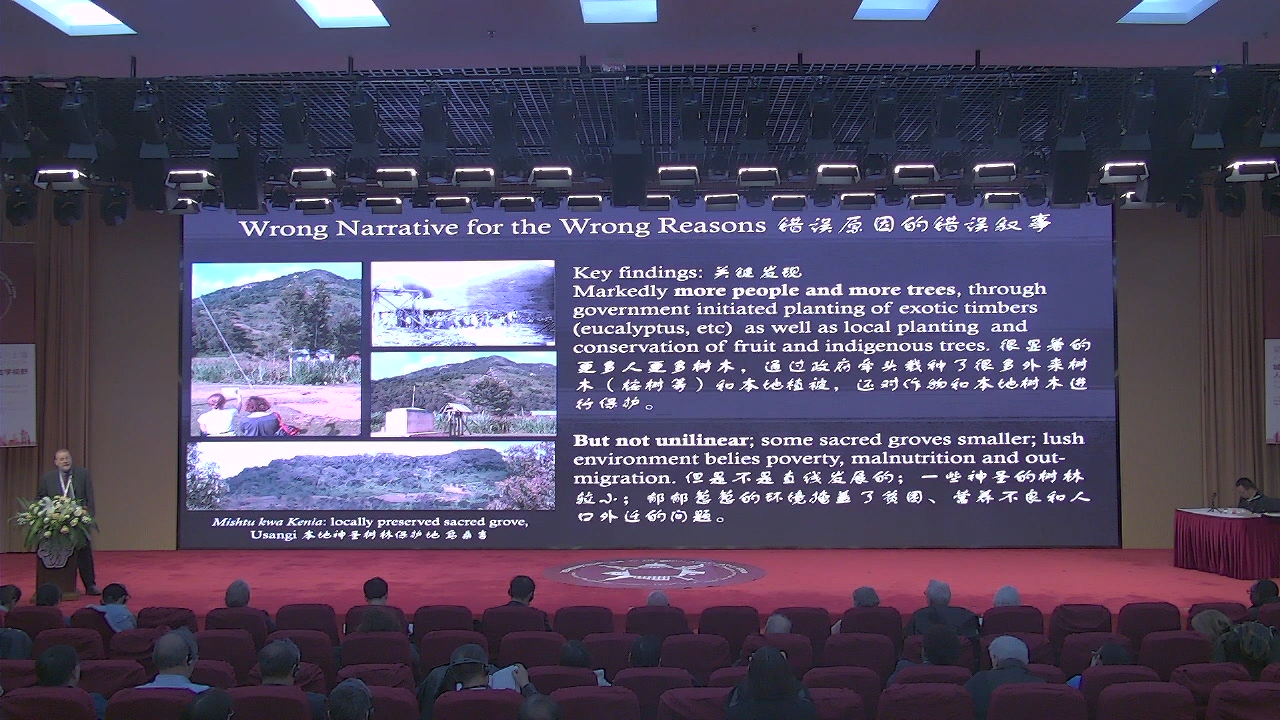 Wrong Narrative for the Wrong Reasons 错误原因的错误叙事
Key findings: 关键发现
Markedly more people and more trees, through
government initiated planting of exotic timbers
(eucalyptus, etc) as well as local planting and
conservation of fruit and indigenous trees. 很显著的
更多人更多树木，通过政府带头栽种了很多外来树
木（桉树等）和本地植被，还对作物和本地树木进
行保护。
But not unilinear; some sacred groves smaller; lush
environment belies poverty, malnutrition and out-
migration. 但是不是直线发展的；一些神圣的树林
较小；郁郁葱葱的环境掩盖了贫困、营养不良和人
口外迁的问题。
Mishtu kwa Kenia: locally preserved sacred grove,
Usangi 本地神圣树林保护地